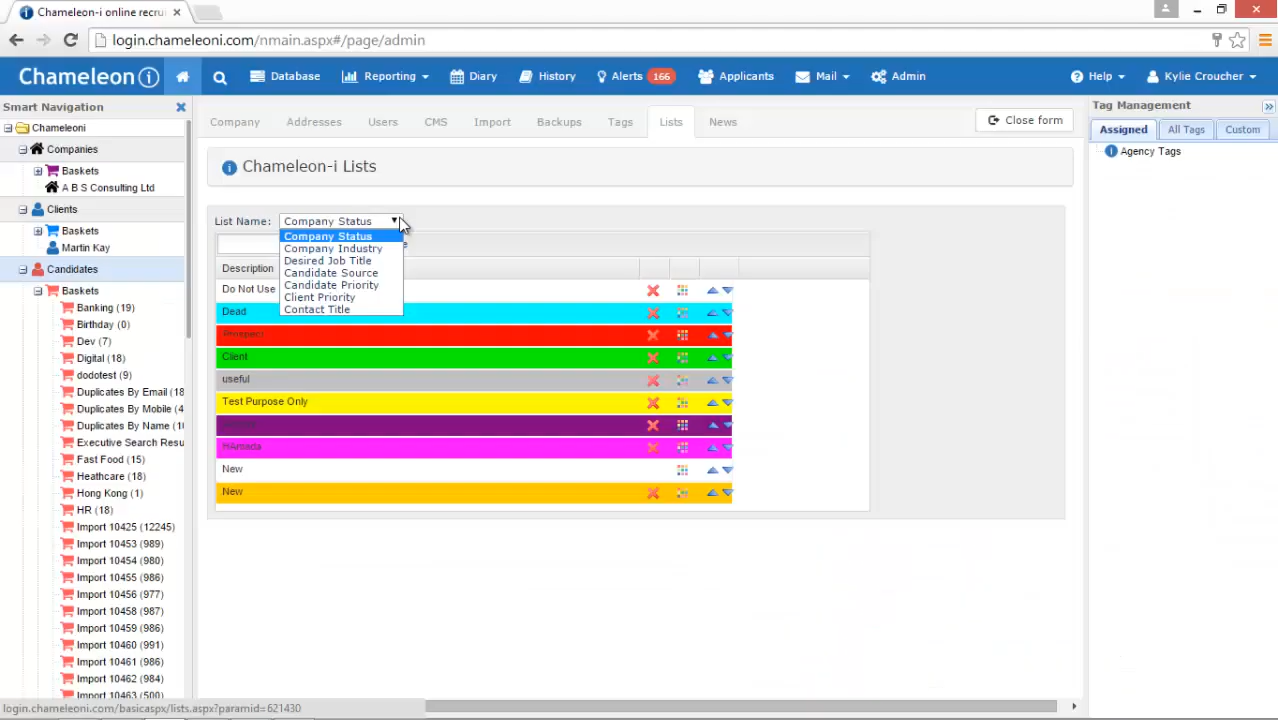 Chameleon-i online recrui
login.chameleoni.com/nmain.aspx#/page/admin
Chameleon i Database Reporting Diary History Alerts 166 Applicants Mail Admin Help Kylie Croucher
Smart Navigation
Chameleoni
Companies
Baskets
A B S Consulting Ltd
Clients
Baskets
Martin Kay
Candidates
Baskets
Banking (19)
Birthday (0)
Dev (7)
Digital (18)
dodotest (9)
Duplicates By Email (18
Duplicates By Mobile (4
Duplicates By Name (10
Executive Search Resu
Fast Food (15)
Heathcare (18)
Hong Kong (1)
HR (18)
Import 10425 (12245)
Import 10453 (989)
Import 10454 (980)
Import 10455 (986)
Import 10456 (977)
Import 10458 (987)
Import 10459 (986)
Import 10460 (991)
Import 10461 (986)
Import 10462 (984)
Import 10463 (500)
Company Addresses Users CMS Import Backups Tags Lists News Close form
Chameleon-i Lists
List Name: Company Status
Company Status
Company Industry
Desired Job Title
Candidate Source
Candidate Priority
Client Priority
Contact Title
Description
Do Not Use
Dead
Prospect
Client
useful
Test Purpose Only
HAmada
New
New
Tag Management
Assigned All Tags Custom
Agency Tags
login.chameleoni.com/basicaspx/lists.aspx?paramid=621430